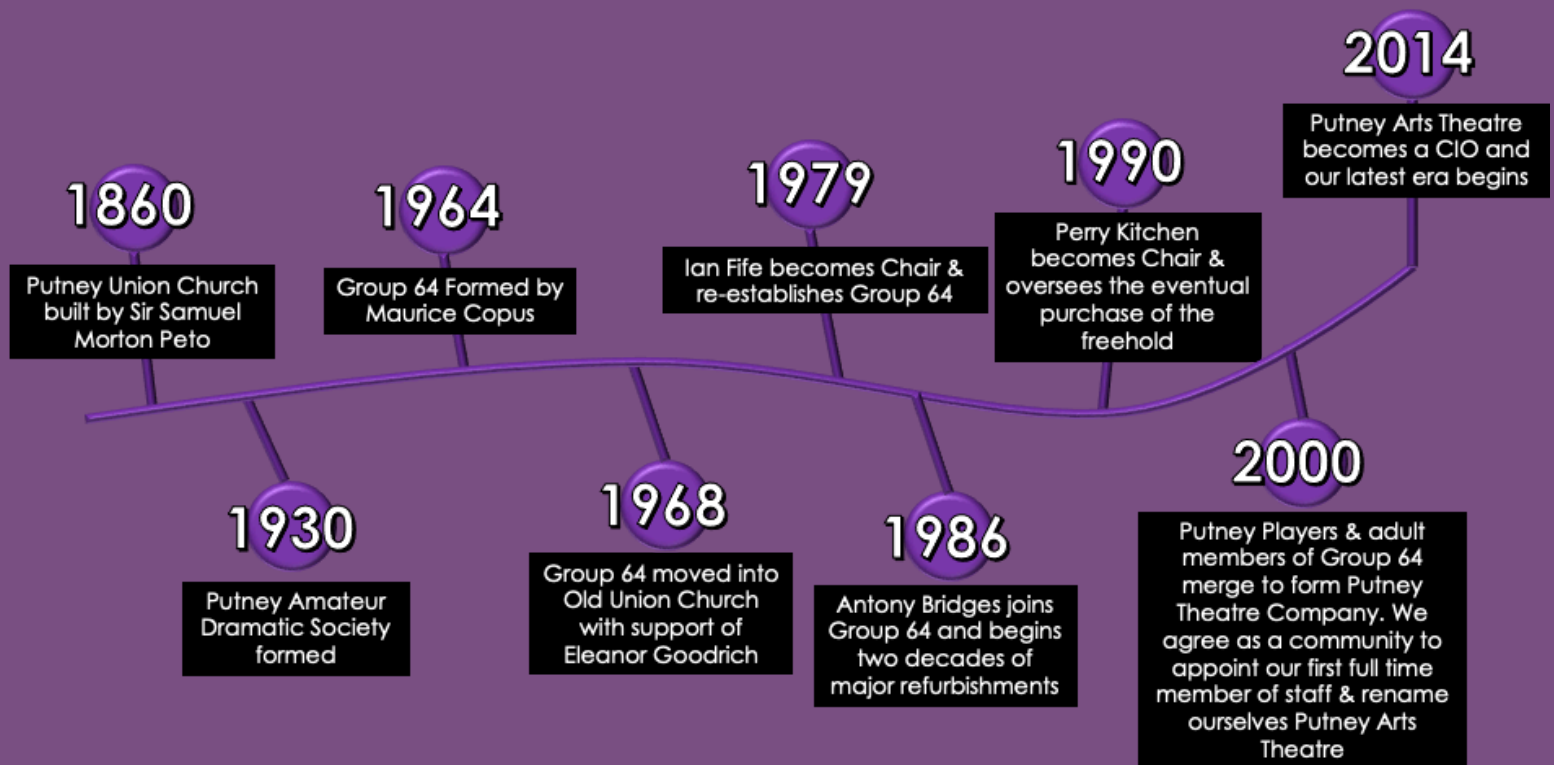 1860
Putney Union Church
built by Sir Samuel
Morton Peto
1930
Putney Amateur
Dramatic Society
formed
1964
Group 64 Formed by
Maurice Copus
1968
Group 64 moved into
Old Union Church
with support of
Eleanor Goodrich
1979
Ian Fife becomes Chair &
re-establishes Group 64
1986
Antony Bridges joins
Group 64 and begins
two decades of
major refurbishments
1990
Perry Kitchen
becomes Chair &
oversees the eventual
purchase of the
freehold
2000
Putney Players & adult
members of Group 64
merge to form Putney
Theatre Company. We
agree as a community to
appoint our first full time
member of staff & rename
ourselves Putney Arts
Theatre
2014
Putney Arts Theatre
becomes a CIO and
our latest era begins